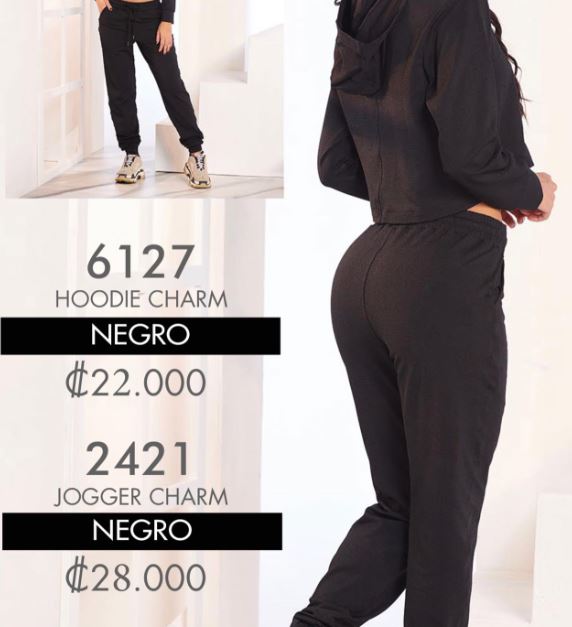 6127
HOODIE CHARM
NEGRO
₡22.000
2421
JOGGER CHARM
NEGRO
₡28.000